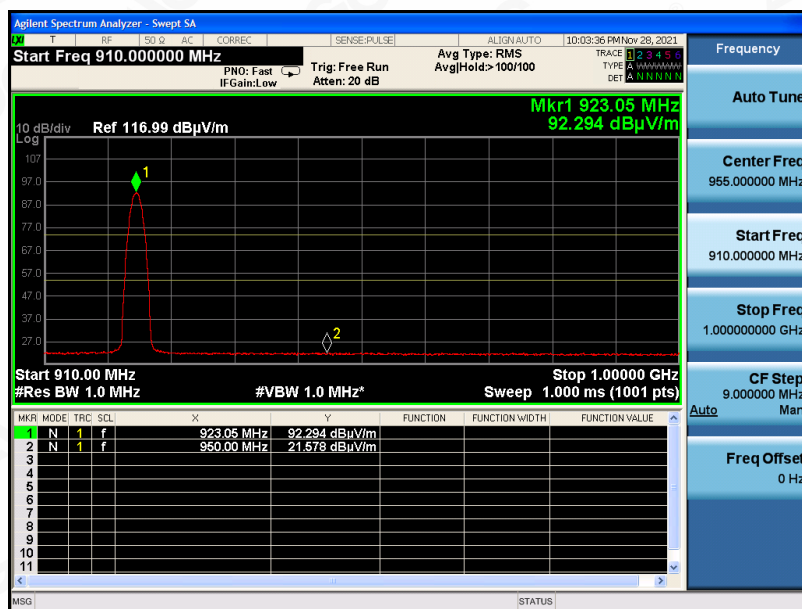 Agilent Spectrum Analyzer - Swept SA
LXI T RF 50 Ω AC CORREC SENSE:PULSE ALIGN AUTO 10:03:36 PM Nov 28, 2021
Start Freq 910.000000 MHz
PNO: Fast
IFGain:Low
Trig: Free Run
Atten: 20 dB
Avg Type: RMS
Avg|Hold:>100/100
TRACE 1 2 3 4 5 6
TYPE A WWWWW
DET A N N N N N
Mkr1 923.05 MHz
92.294 dBµV/m
10 dB/div Ref 116.99 dBµV/m
Log
107
97.0
87.0
77.0
67.0
57.0
47.0
37.0
27.0
1
2
Start 910.00 MHz Stop 1.00000 GHz
#Res BW 1.0 MHz #VBW 1.0 MHz* Sweep 1.000 ms (1001 pts)
MKR MODE TRC SCL X Y FUNCTION FUNCTION WIDTH FUNCTION VALUE
1 N 1 f 923.05 MHz 92.294 dBµV/m
2 N 1 f 950.00 MHz 21.578 dBµV/m
3
4
5
6
7
8
9
10
11
MSG STATUS
Frequency
Auto Tune
Center Freq
955.000000 MHz
Start Freq
910.000000 MHz
Stop Freq
1.000000000 GHz
CF Step
9.000000 MHz
Auto Man
Freq Offset
0 Hz